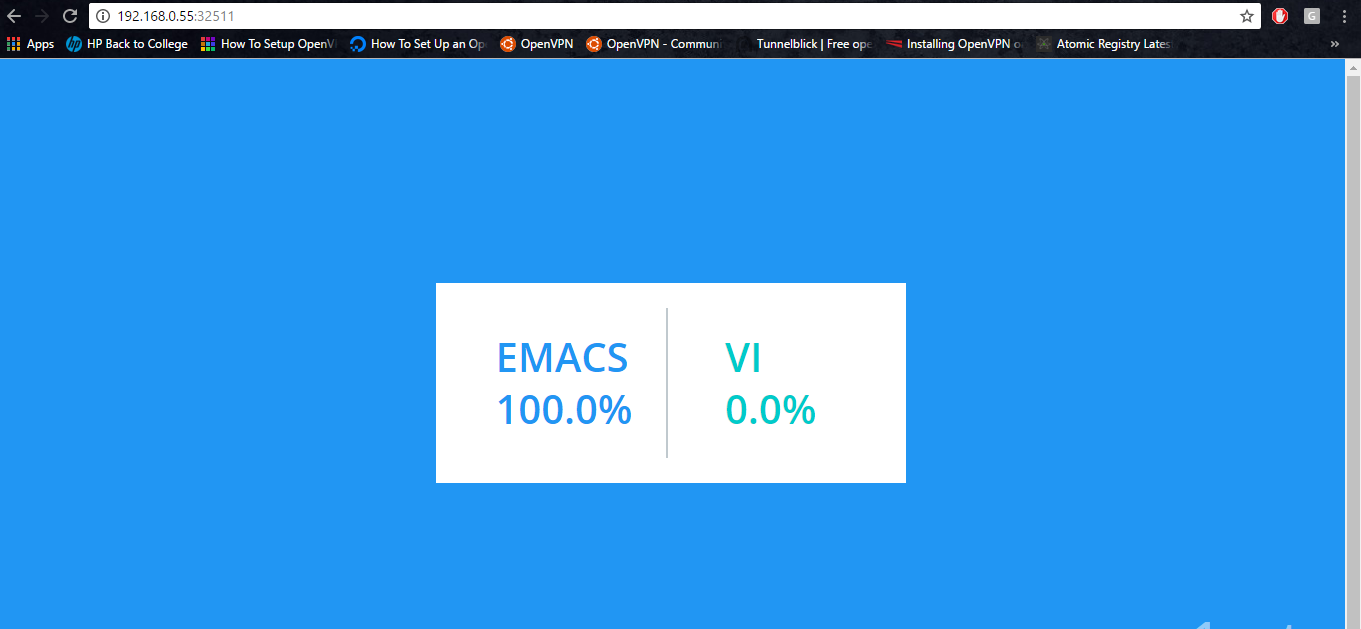 192.168.0.55:32511
Apps HP Back to College How To Setup OpenV How To Set Up an Op OpenVPN OpenVPN - Commun Tunnelblick | Free ope Installing OpenVPN o Atomic Registry Lates »
G
EMACS VI
100.0% 0.0%